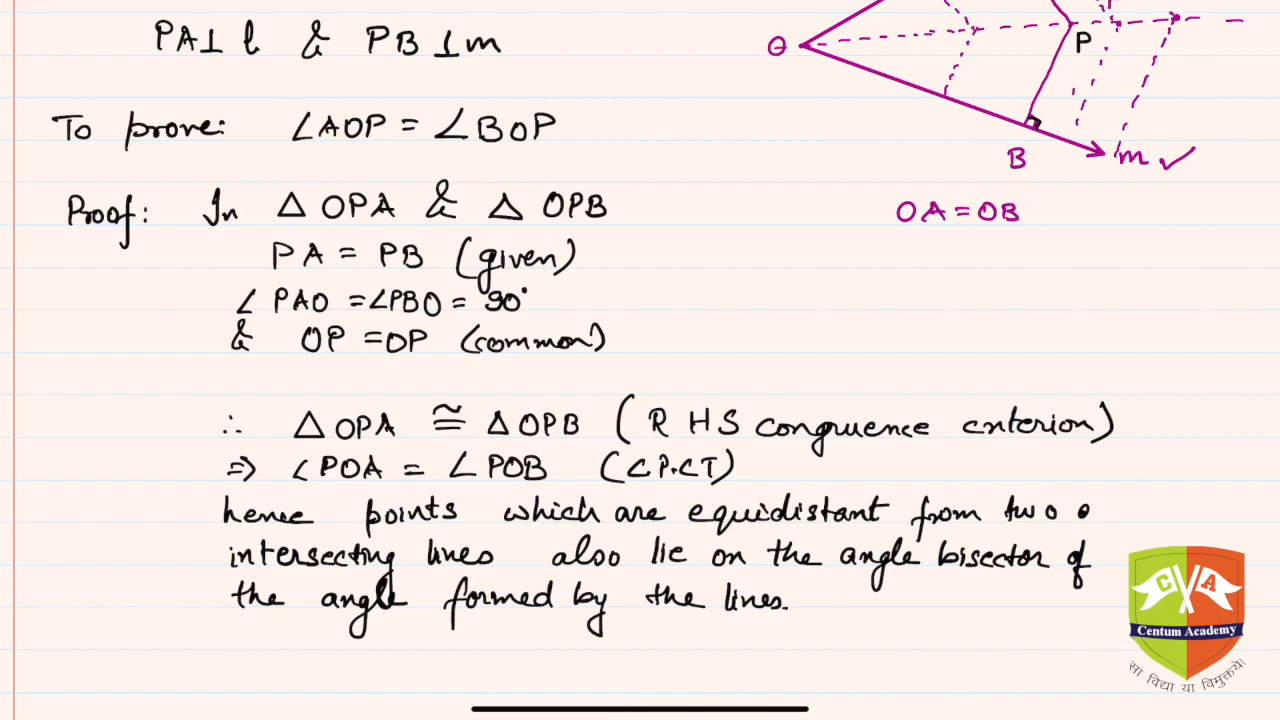 PA⊥ l & PB ⊥m
To prove: ∠AOP = ∠BOP
Proof: In △ OPA & △ OPB
PA = PB (given)
∠ PAO = ∠PBO = 90°
& OP = OP (common)
∴ △ OPA ≅ △OPB (RHS congruence criterion)
⇒ ∠POA = ∠POB (CP.CT)
hence points which are equidistant from two
intersecting lines also lie on the angle bisector of
the angle formed by the lines.
O
P
B
m ✓
OA = OB
C A
Centum Academy
सा विद्या या विमुक्तये।